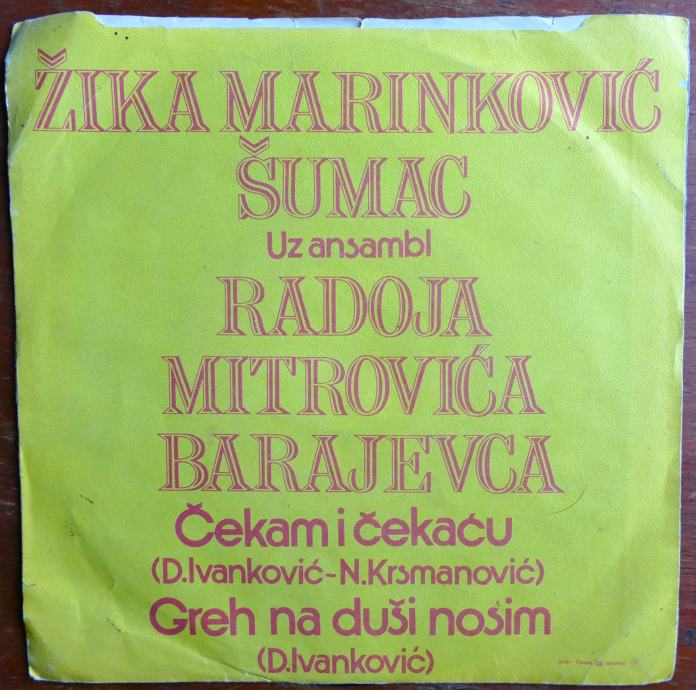 ŽIKA MARINKOVIĆ
ŠUMAC
Uz ansambl
RADOJA
MITROVIĆA
BARAJEVCA
Čekam i čekaću
(D.Ivanković-N.Krsmanović)
Greh na duši nosim
(D.Ivanković)